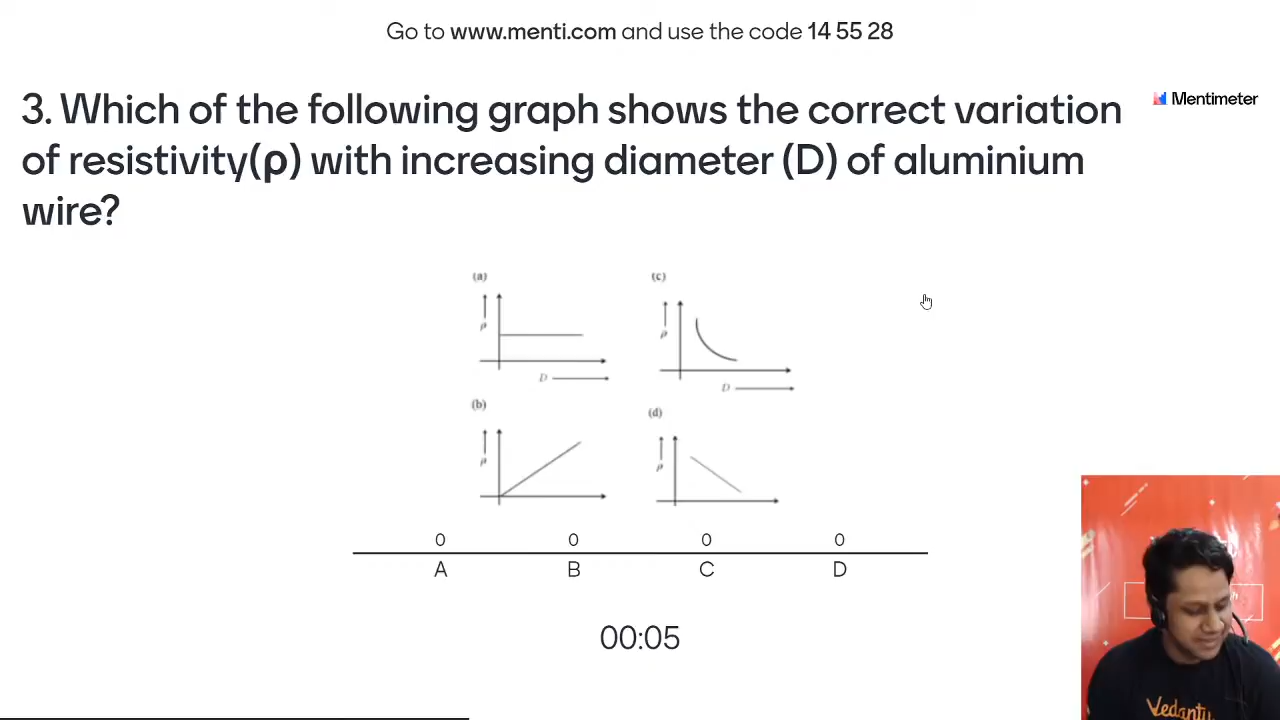 Go to www.menti.com and use the code 14 55 28
3. Which of the following graph shows the correct variation
of resistivity(ρ) with increasing diameter (D) of aluminium
wire?
Mentimeter
(a)
ρ
D
(c)
ρ
D
(b)
ρ
(d)
ρ
0 0 0 0
A B C D
00:05
Vedantu